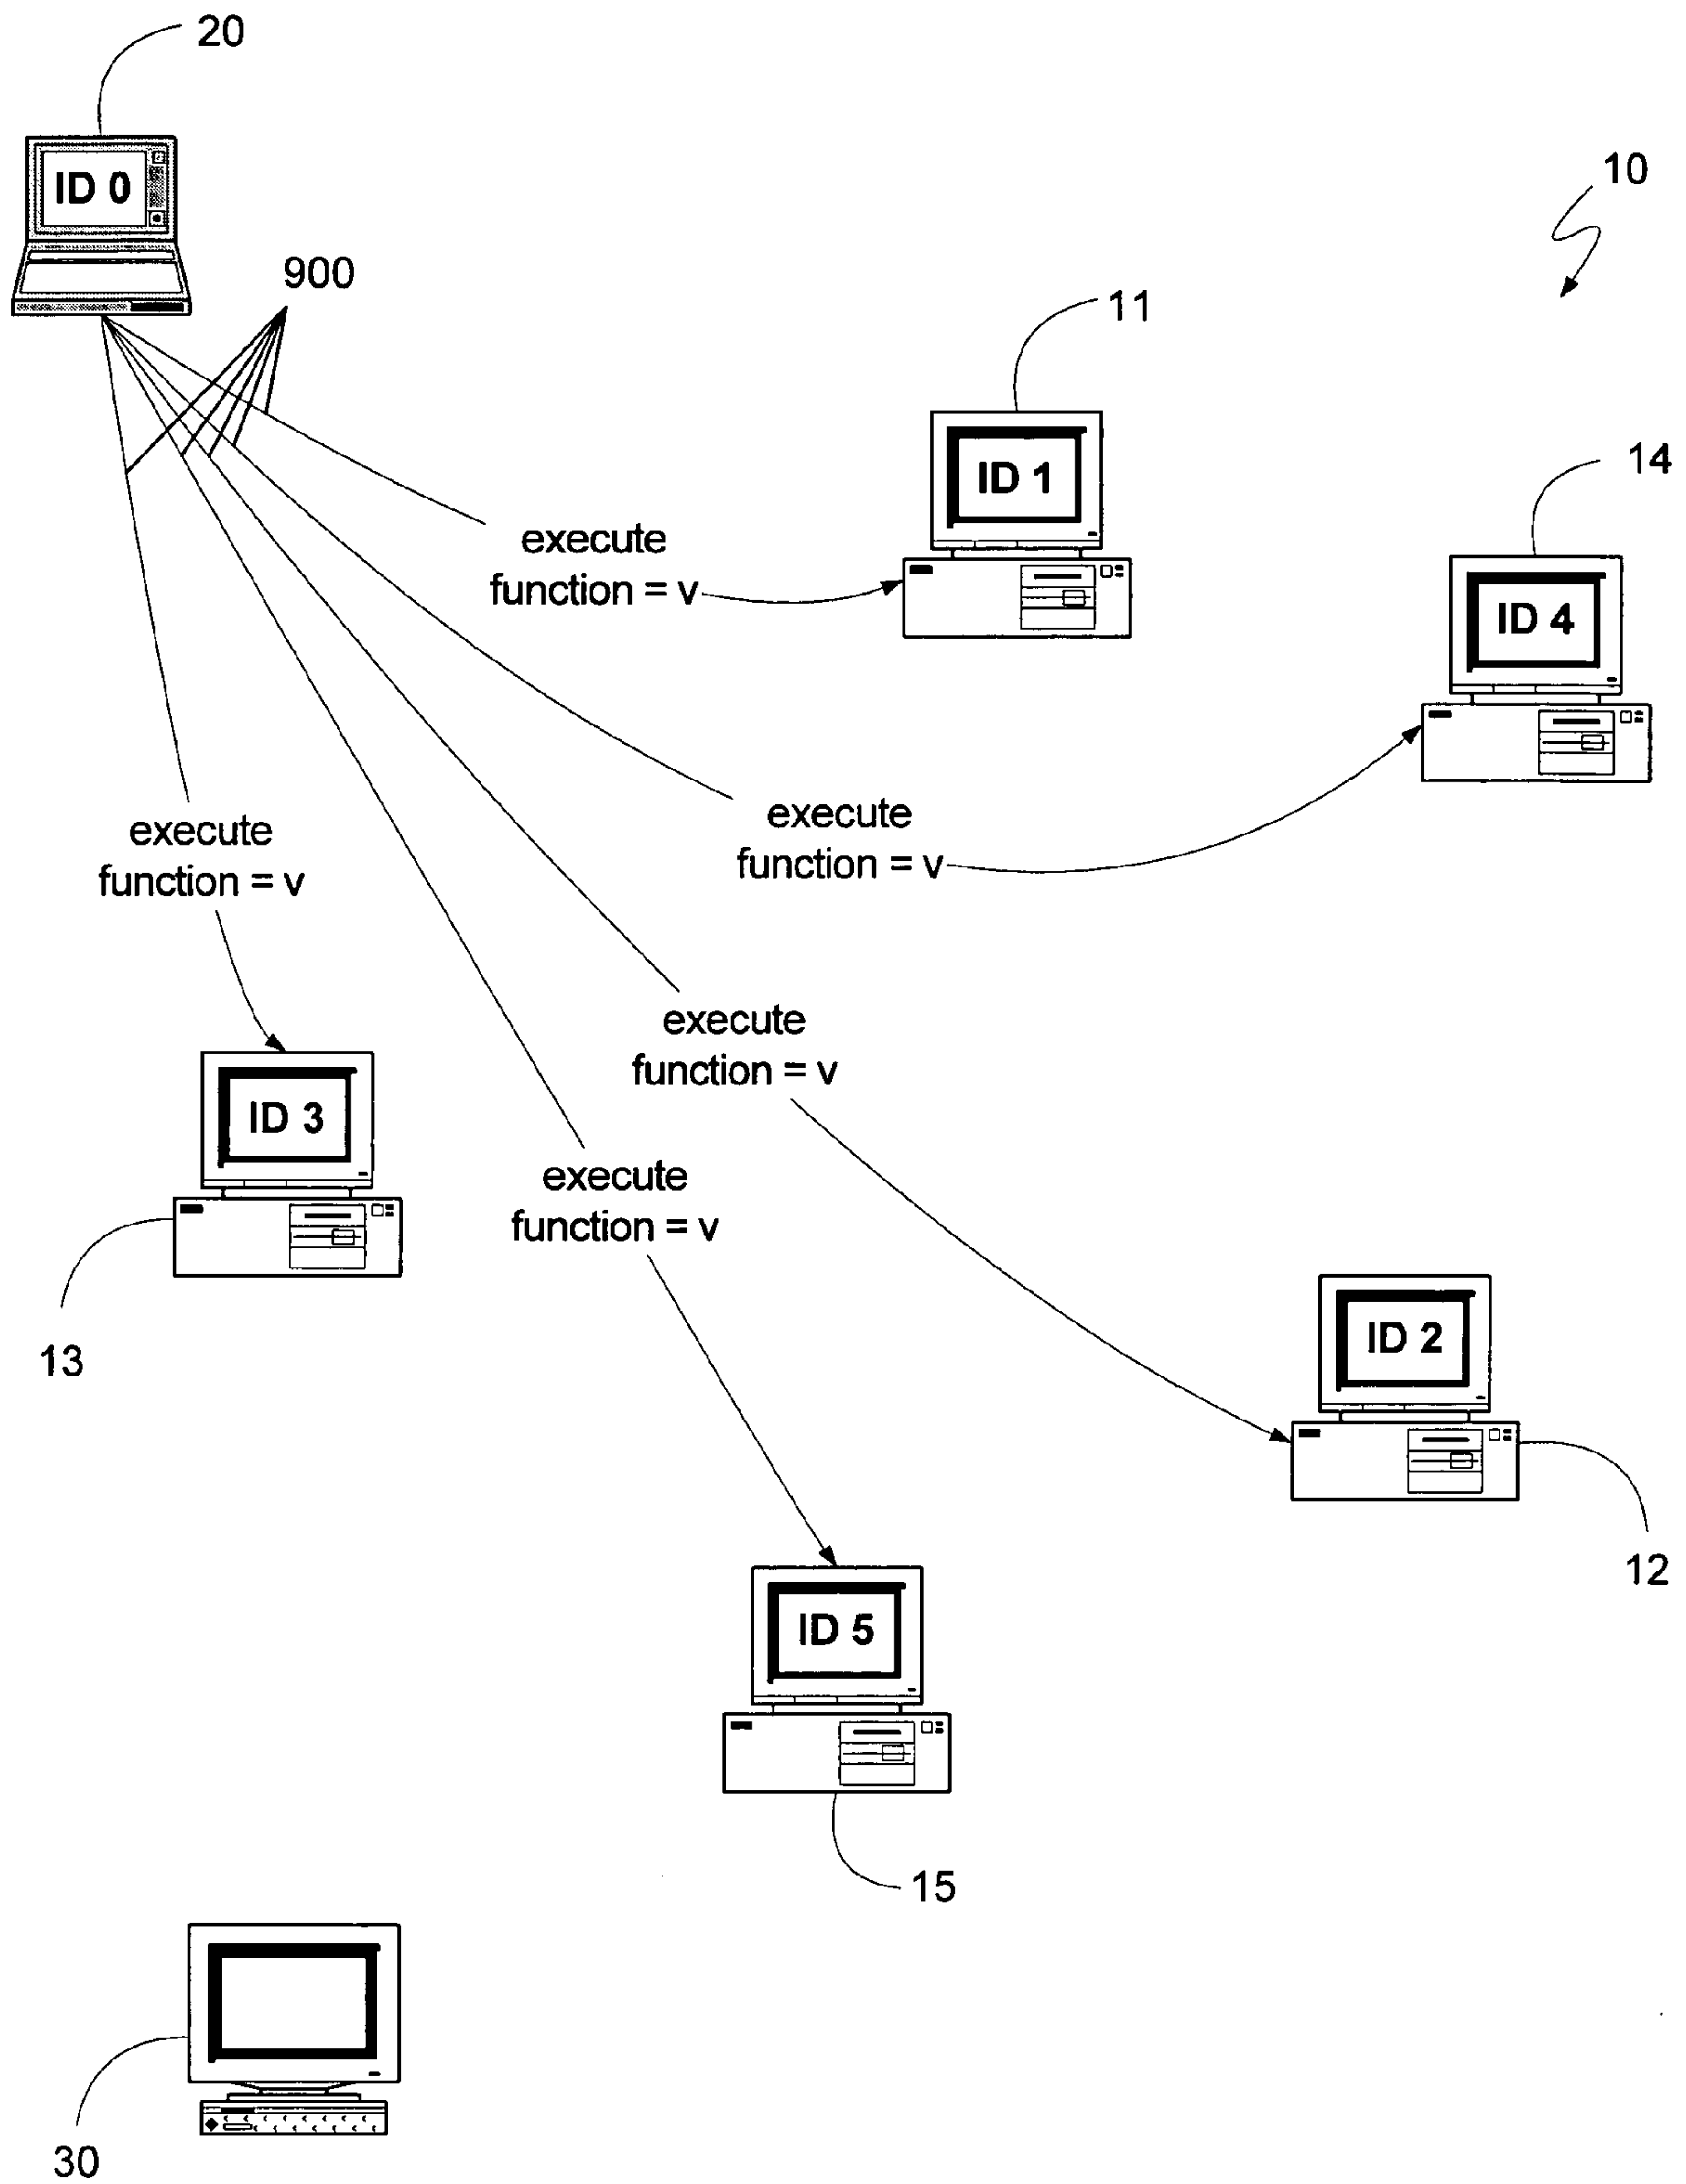 20
ID 0
10
900
11
ID 1
14
ID 4
execute
function = v
execute
function = v
execute
function = v
execute
function = v
ID 3
execute
function = v
13
ID 2
12
ID 5
15
30